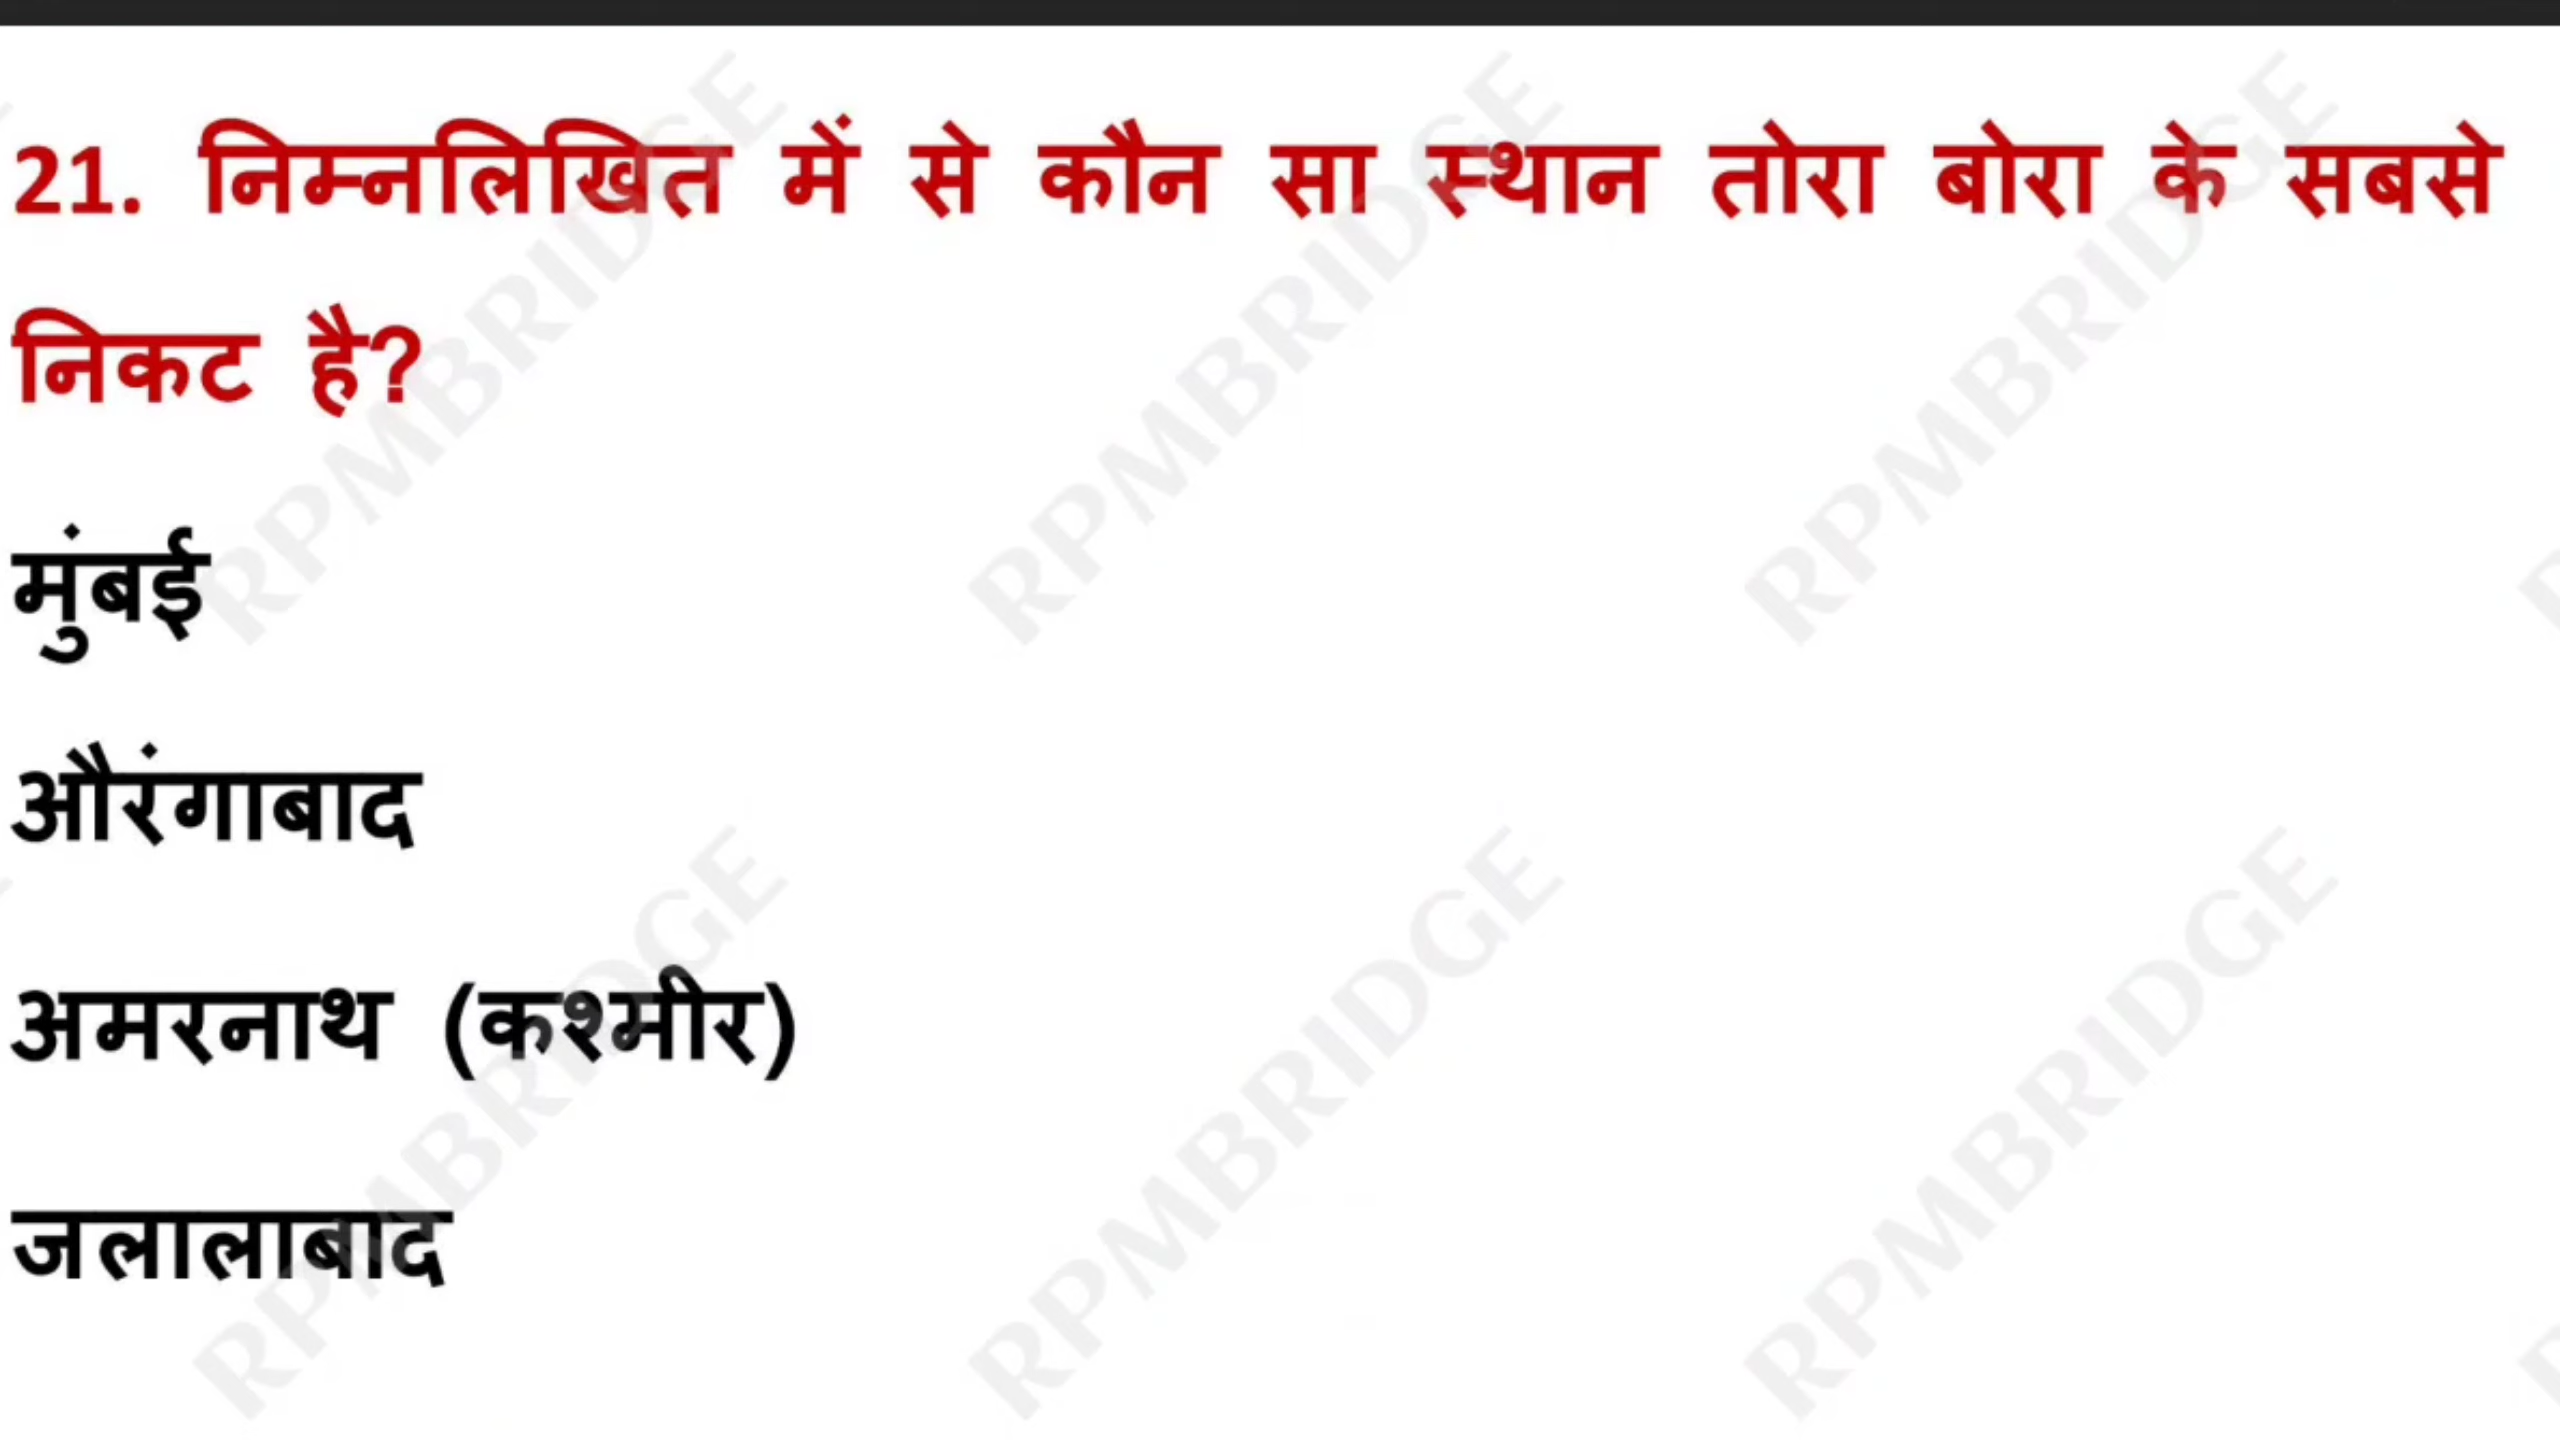 21. निम्नलिखित में से कौन सा स्थान तोरा बोरा के सबसे
निकट है?
मुंबई
औरंगाबाद
अमरनाथ (कश्मीर)
जलालाबाद
RPMBRIDGE
RPMBRIDGE
RPMBRIDGE
RPMBRIDGE
RPMBRIDGE
RPMBRIDGE